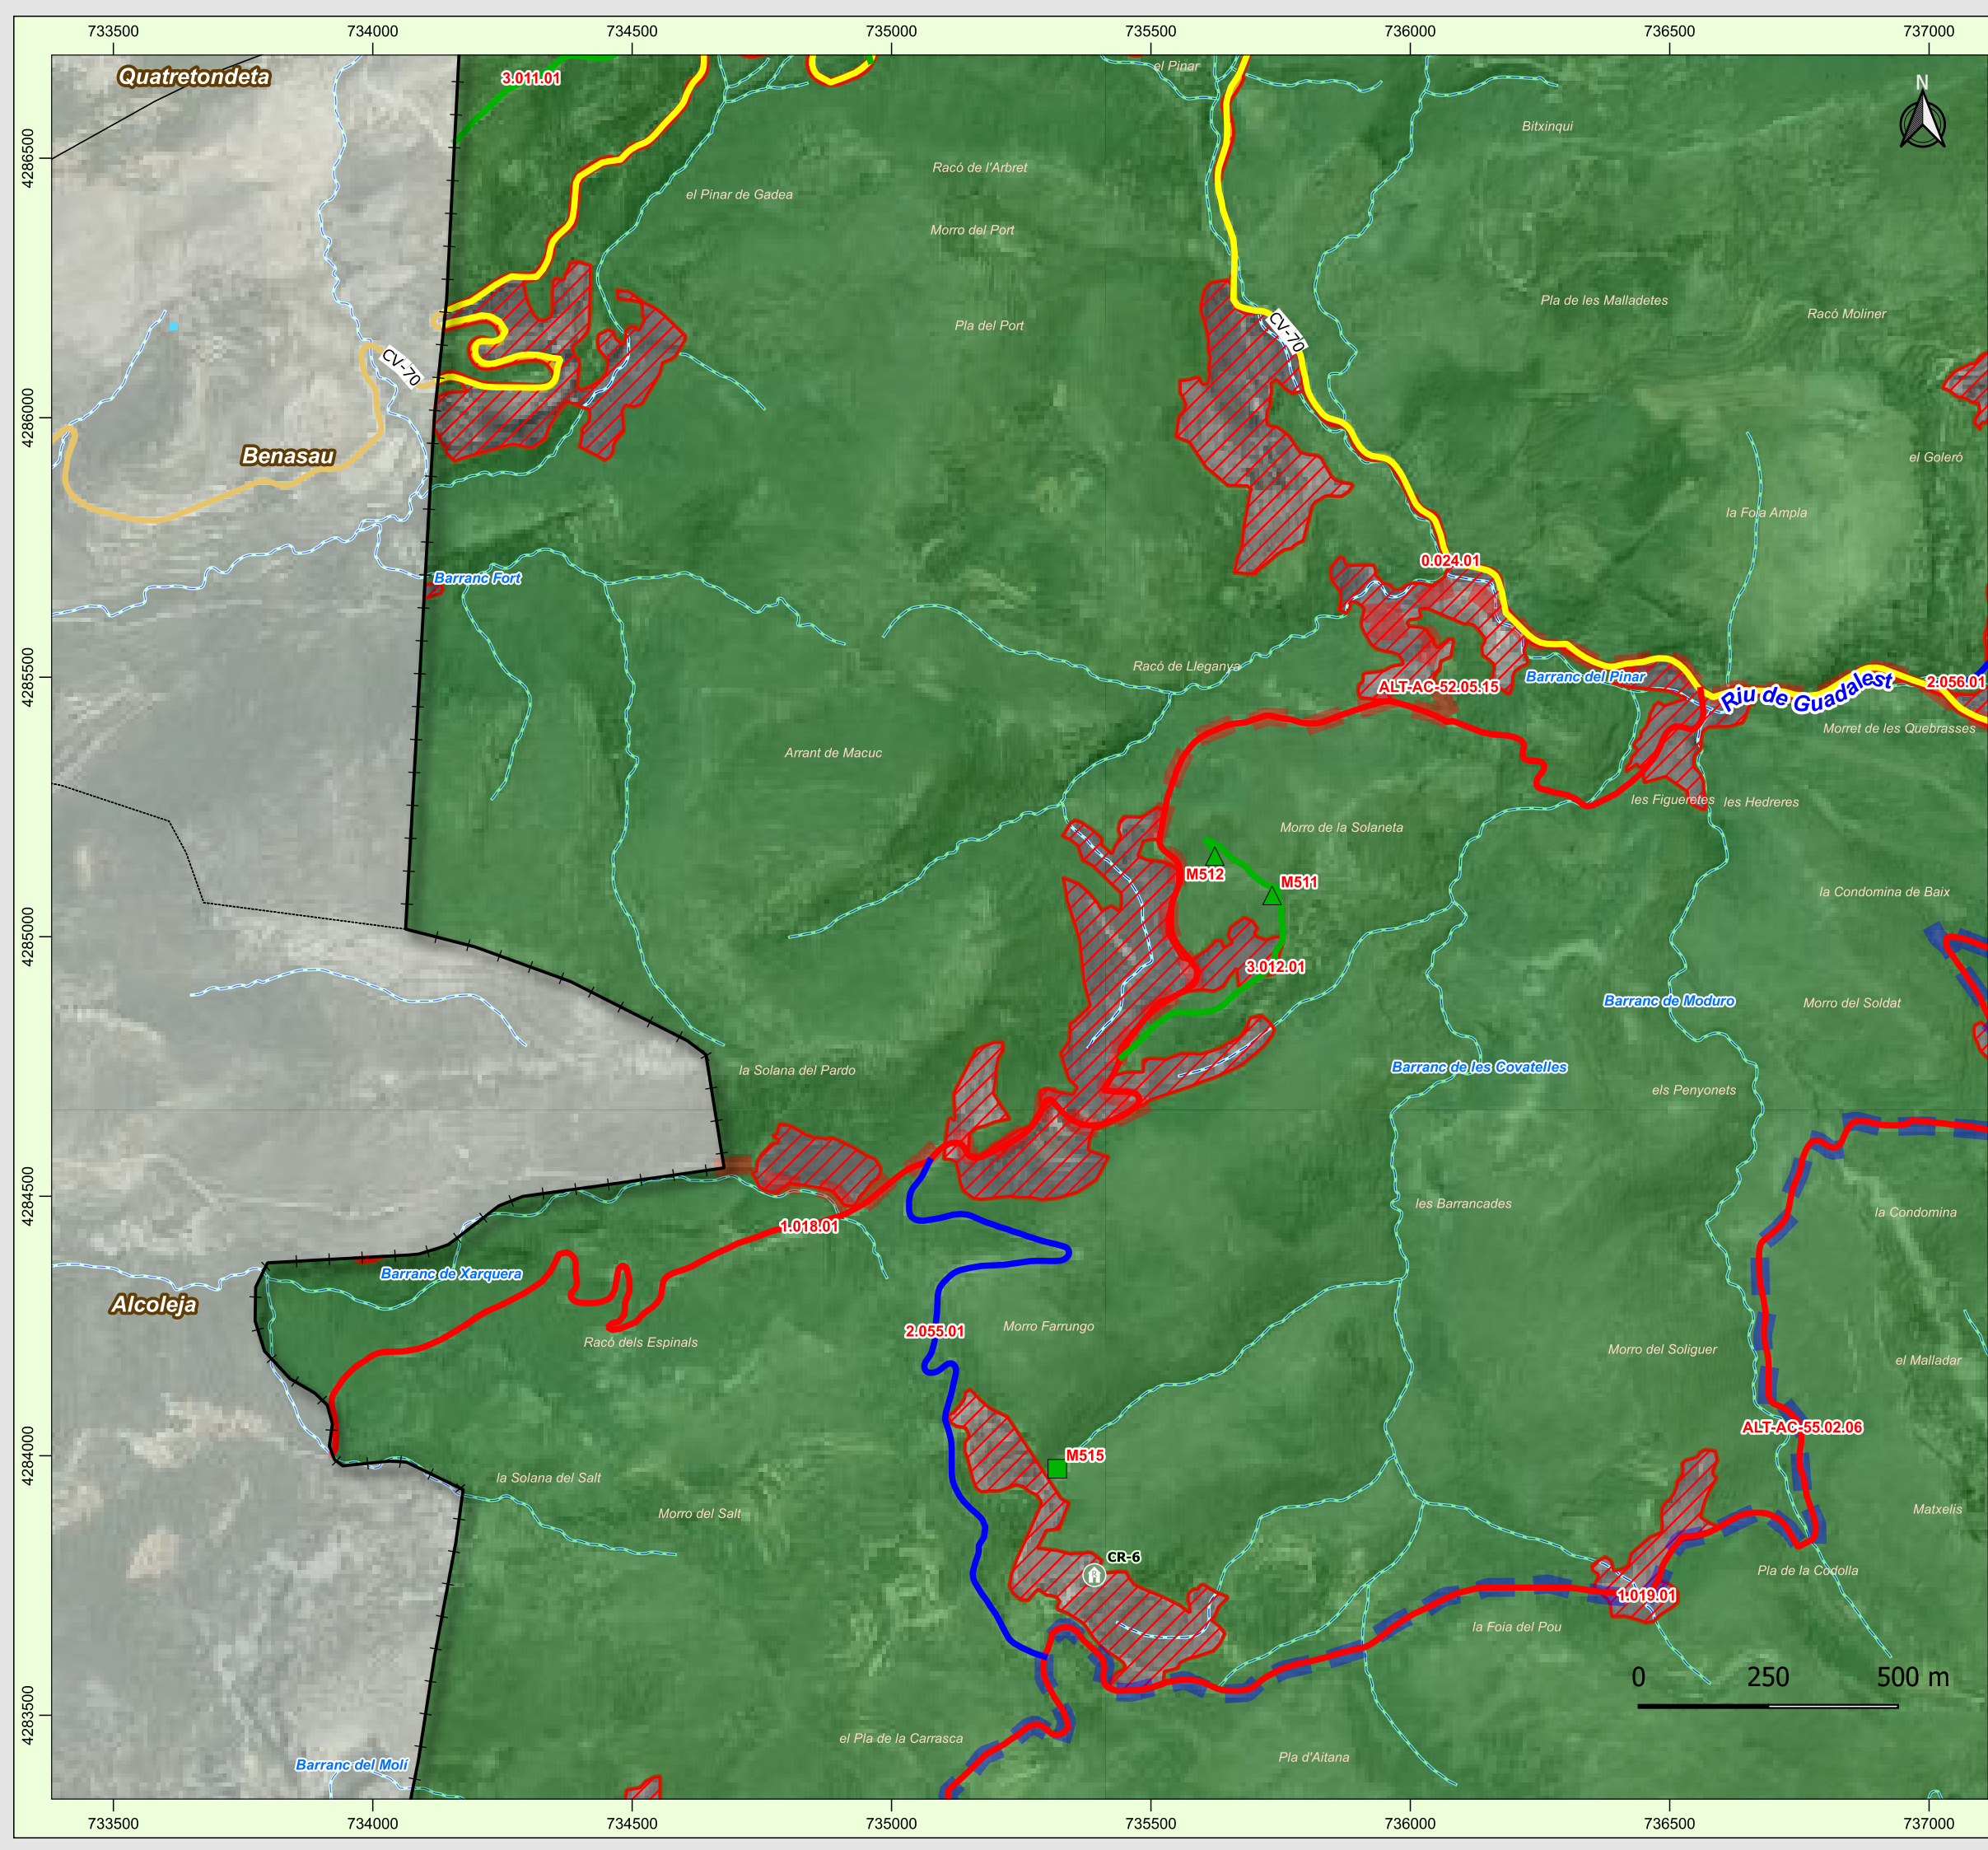 733500 734000 734500 735000 735500 736000 736500 737000
Quatretondeta
3.011.01
el Pinar
N
Bitxinqui
4286500
Racó de l'Arbret
el Pinar de Gadea
Morro del Port
Pla de les Malladetes
Racó Moliner
Pla del Port
CV-70
CV-70
4286000
Benasau
el Goleró
la Foia Ampla
0.024.01
Barranc Fort
4285500
Racó de Lleganya
Barranc del Pinar
ALT-AC-52.05.15
2.056.01
Riu de Guadalest
Morret de les Quebrasses
Arrant de Macuc
les Figueretes
les Hedreres
Morro de la Solaneta
M512
M511
la Condomina de Baix
4285000
3.012.01
Barranc de Moduro
Morro del Soldat
Barranc de les Covatelles
la Solana del Pardo
els Penyonets
4284500
les Barrancades
la Condomina
1.018.01
Barranc de Xarquera
Alcoleja
2.055.01
Morro Farrungo
Racó dels Espinals
Morro del Soliguer
el Malladar
ALT-AC-55.02.06
4284000
M515
la Solana del Salt
Morro del Salt
Matxelis
CR-6
Pla de la Codolla
1.019.01
la Foia del Pou
0 250 500 m
4283500
el Pla de la Carrasca
Pla d'Aitana
Barranc del Molí
733500 734000 734500 735000 735500 736000 736500 737000